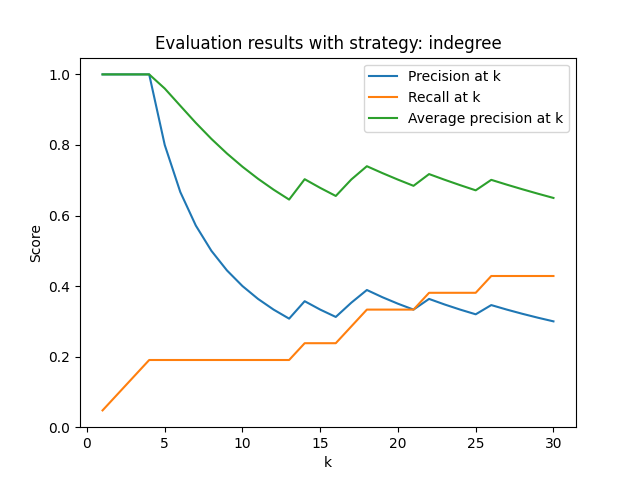 Evaluation results with strategy: indegree
Precision at k
Recall at k
Average precision at k
Score
1.0
0.8
0.6
0.4
0.2
0.0
0 5 10 15 20 25 30
k